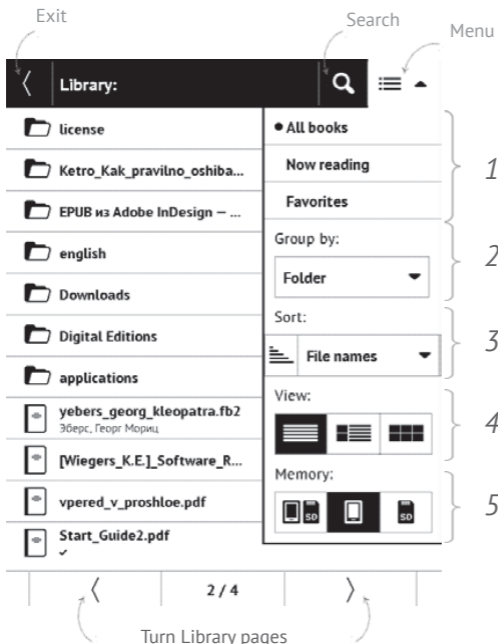 Exit
Search
Menu
Library:
license
Ketro_Kak_pravilno_oshiba...
EPUB из Adobe InDesign — ...
english
Downloads
Digital Editions
applications
yebers_georg_kleopatra.fb2
Эберс, Георг Мориц
[Wiegers_K.E.]_Software_R...
vpered_v_proshloe.pdf
Start_Guide2.pdf
All books
Now reading
Favorites
1
Group by:
Folder
2
Sort:
File names
3
View:
4
Memory:
SD
SD
5
2 / 4
Turn Library pages